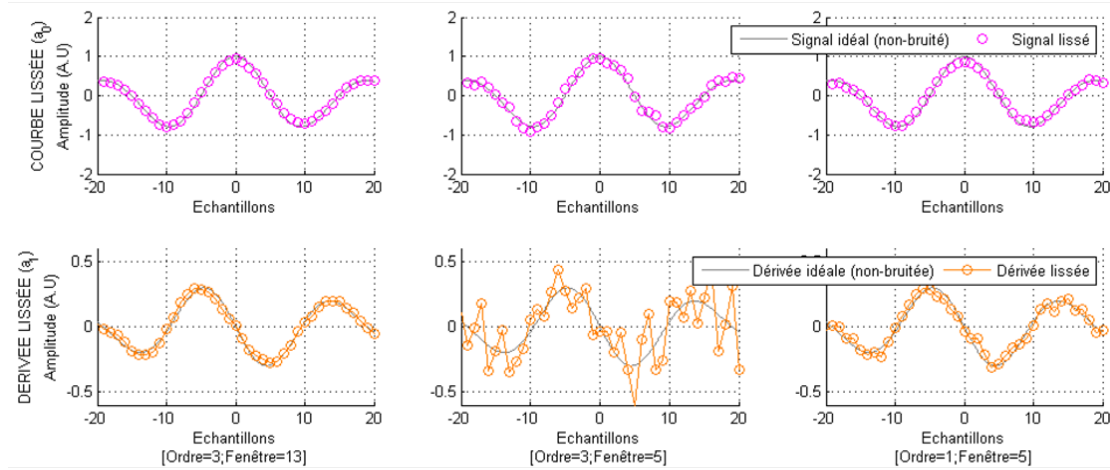 COURBE LISSÉE (a0)
Amplitude (A.U)
2
1
0
-1
-2
-20 -10 0 10 20
Echantillons
2
1
0
-1
-2
-20 -10 0 10 20
Echantillons
Signal idéal (non-bruité) Signal lissé
2
1
0
-1
-2
-20 -10 0 10 20
Echantillons
DERIVEE LISSÉE (a1)
Amplitude (A.U)
0.5
0
-0.5
-20 -10 0 10 20
Echantillons
[Ordre=3;Fenêtre=13]
0.5
0
-0.5
-20 -10 0 10 20
Echantillons
[Ordre=3;Fenêtre=5]
Dérivée idéale (non-bruitée) Dérivée lissée
0
-0.5
-20 -10 0 10 20
Echantillons
[Ordre=1;Fenêtre=5]